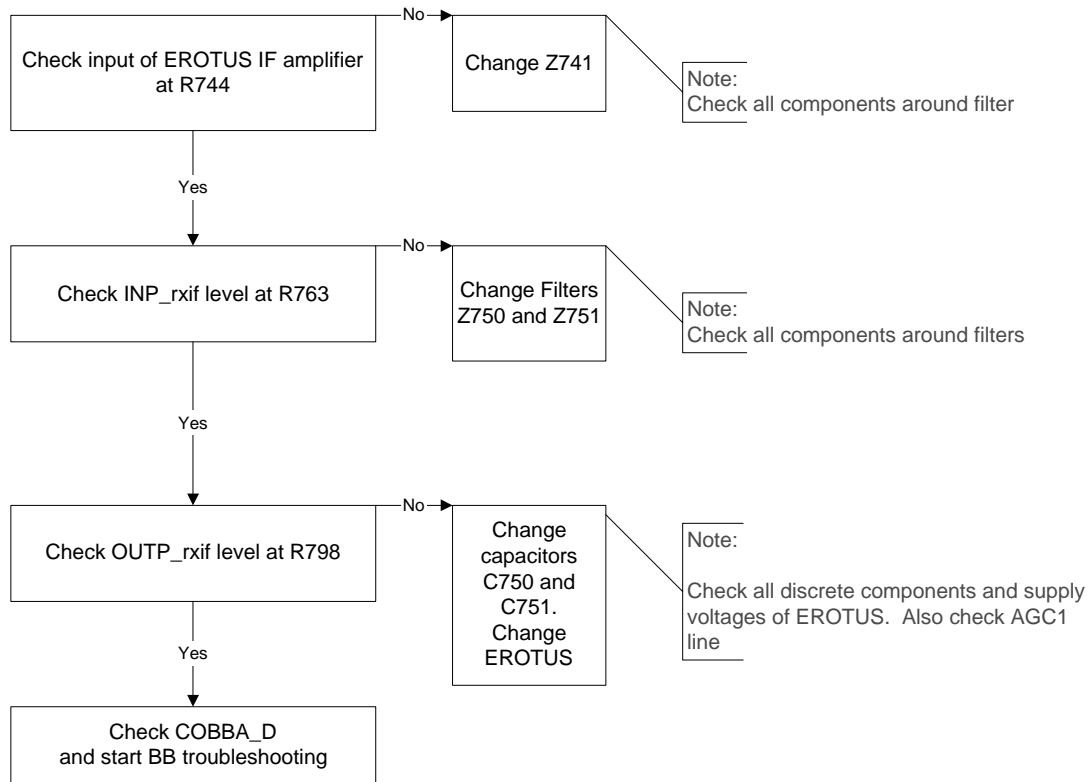 Check input of EROTUS IF amplifier
at R744
No
Change Z741
Note:
Check all components around filter
Yes
Check INP_rxif level at R763
No
Change Filters
Z750 and Z751
Note:
Check all components around filters
Yes
Check OUTP_rxif level at R798
No
Change
capacitors
C750 and
C751.
Change
EROTUS
Note:
Check all discrete components and supply
voltages of EROTUS.  Also check AGC1
line
Yes
Check COBBA_D
and start BB troubleshooting